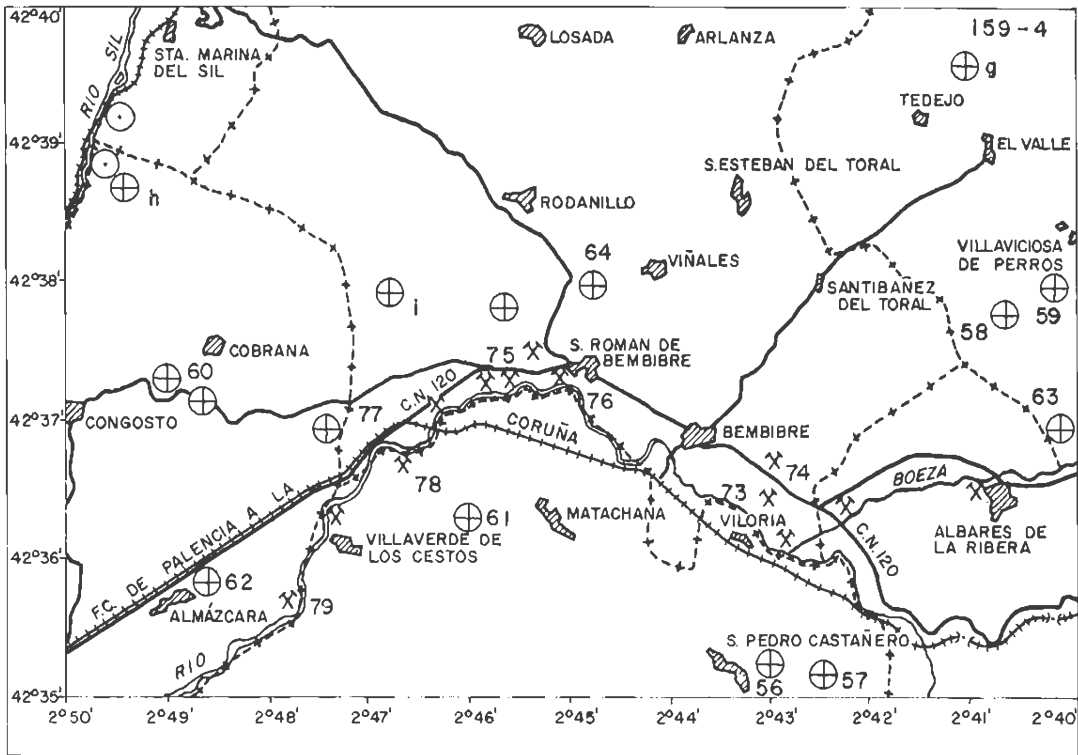 42°40'
STA. MARINA
DEL SIL
RIO SIL
LOSADA
ARLANZA
159-4
g
TEDEJO
42°39'
EL VALLE
S. ESTEBAN DEL TORAL
h
RODANILLO
64
VIÑALES
VILLAVICIOSA
DE PERROS
42°38'
i
SANTIBAÑEZ
DEL TORAL
58
59
COBRANA
75
S. ROMAN DE
BEMBIBRE
60
C.N. 120
76
63
42°37'
CONGOSTO
77
CORUÑA
BEMBIBRE
78
74
BOEZA
73
61
MATACHANA
VILORIA
C.N. 120
ALBARES DE
LA RIBERA
F.C. DE PALENCIA A LA
VILLAVERDE DE
LOS CESTOS
42°36'
62
ALMÁZCARA
79
S. PEDRO CASTAÑERO
RIO
56
57
42°35'
2°50' 2°49' 2°48' 2°47' 2°46' 2°45' 2°44' 2°43' 2°42' 2°41' 2°40'